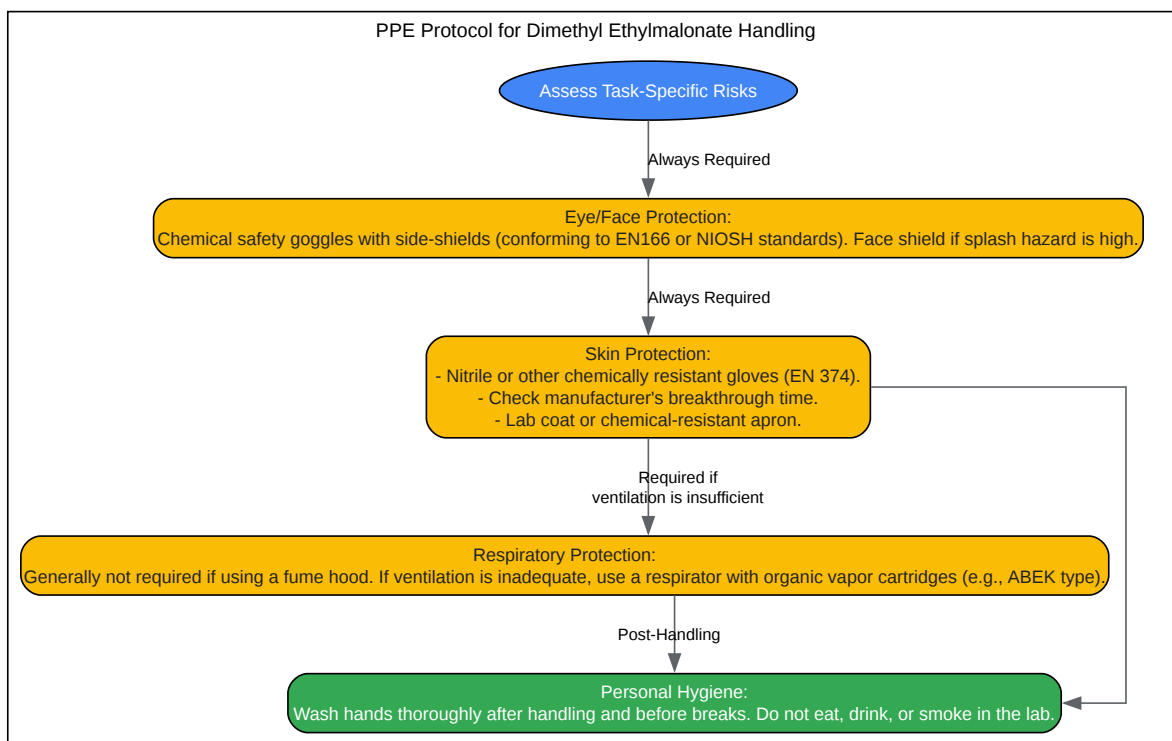 PPE Protocol for Dimethyl Ethylmalonate Handling
Assess Task-Specific Risks
Always Required
Eye/Face Protection:
Chemical safety goggles with side-shields (conforming to EN166 or NIOSH standards). Face shield if splash hazard is high.
Always Required
Skin Protection:
- Nitrile or other chemically resistant gloves (EN 374).
- Check manufacturer's breakthrough time.
- Lab coat or chemical-resistant apron.
Required if
ventilation is insufficient
Respiratory Protection:
Generally not required if using a fume hood. If ventilation is inadequate, use a respirator with organic vapor cartridges (e.g., ABEK type).
Post-Handling
Personal Hygiene:
Wash hands thoroughly after handling and before breaks. Do not eat, drink, or smoke in the lab.